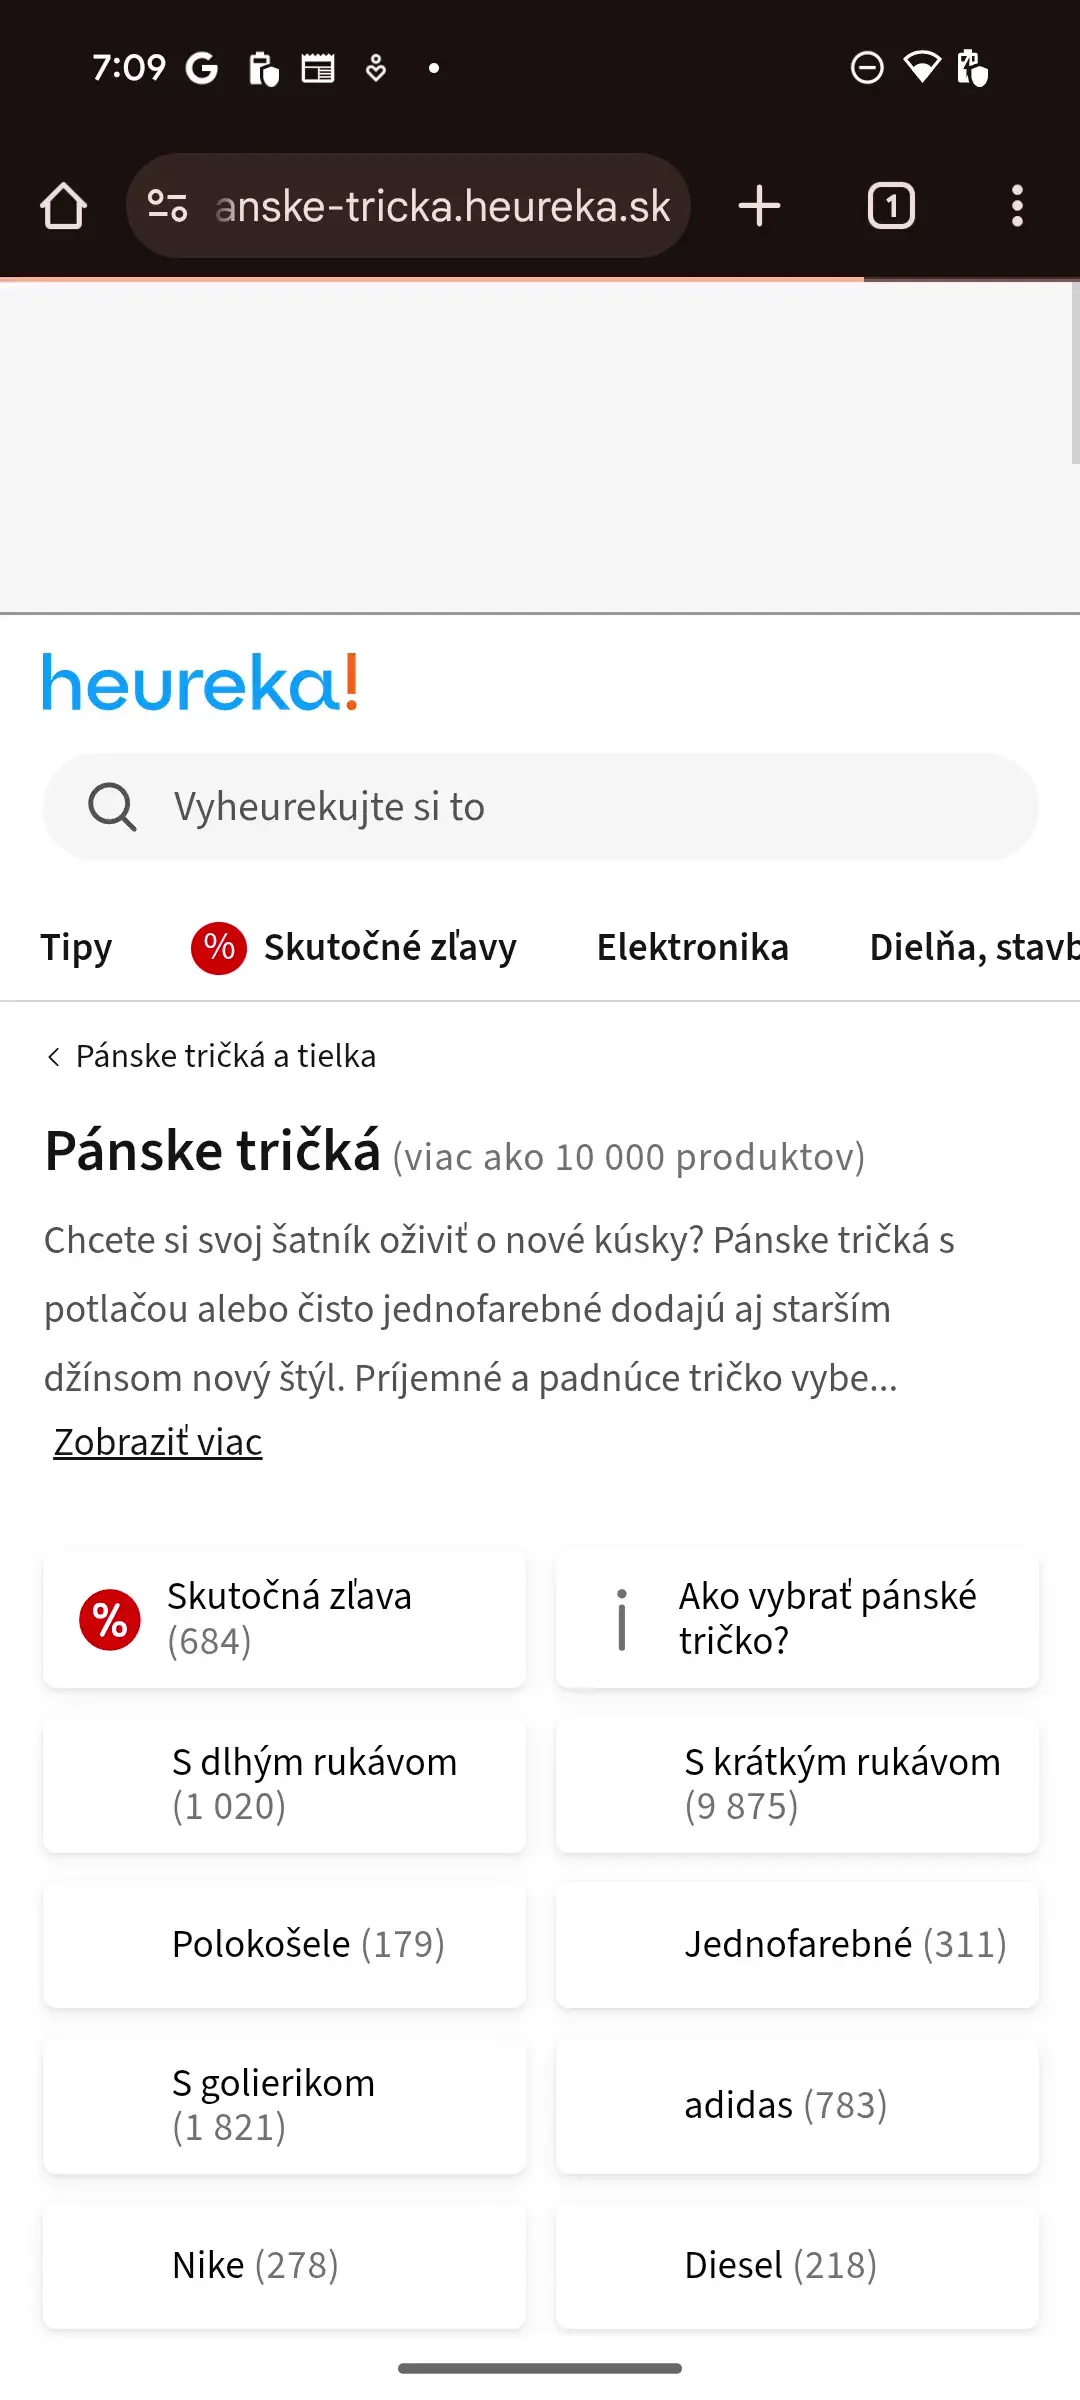 7:09
anske-tricka.heureka.sk
1
heureka!
Vyheurekujte si to
Tipy % Skutočné zľavy Elektronika Dielňa, stavb
Pánske tričká a tielka
Pánske tričká (viac ako 10 000 produktov)
Chcete si svoj šatník oživiť o nové kúsky? Pánske tričká s
potlačou alebo čisto jednofarebné dodajú aj starším
džínsom nový štýl. Príjemné a padnúce tričko vybe...
Zobraziť viac
% Skutočná zľava
(684)
Ako vybrať pánské
tričko?
S dlhým rukávom
(1 020)
S krátkým rukávom
(9 875)
Polokošele (179)
Jednofarebné (311)
S golierikom
(1 821)
adidas (783)
Nike (278)
Diesel (218)